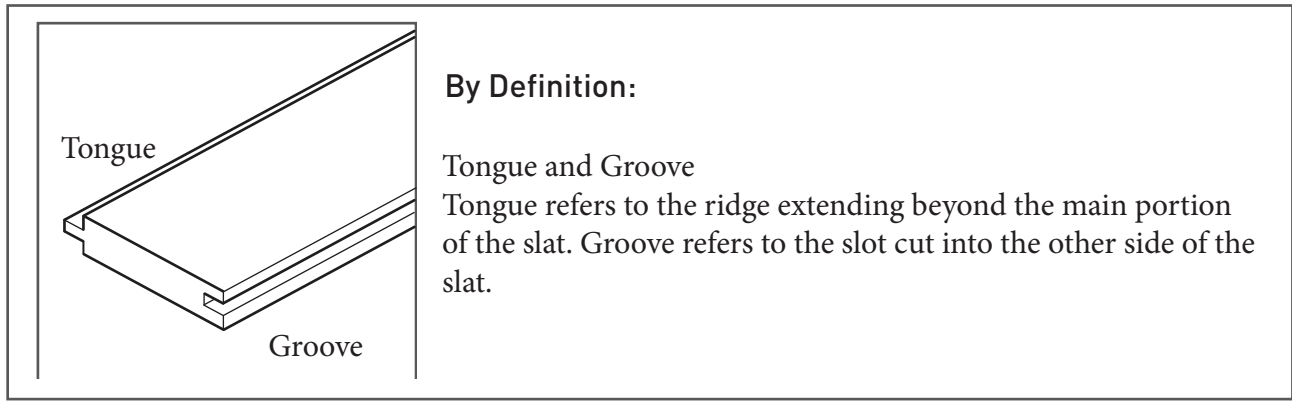 Tongue
Groove
By Definition:
Tongue and Groove
Tongue refers to the ridge extending beyond the main portion
of the slat. Groove refers to the slot cut into the other side of the
slat.